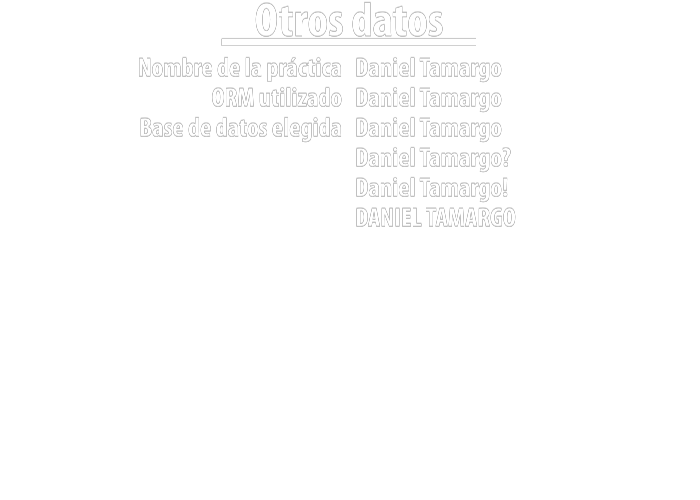 Otros datos
Nombre de la práctica Daniel Tamargo
ORM utilizado Daniel Tamargo
Base de datos elegida Daniel Tamargo
Daniel Tamargo?
Daniel Tamargo!
DANIEL TAMARGO